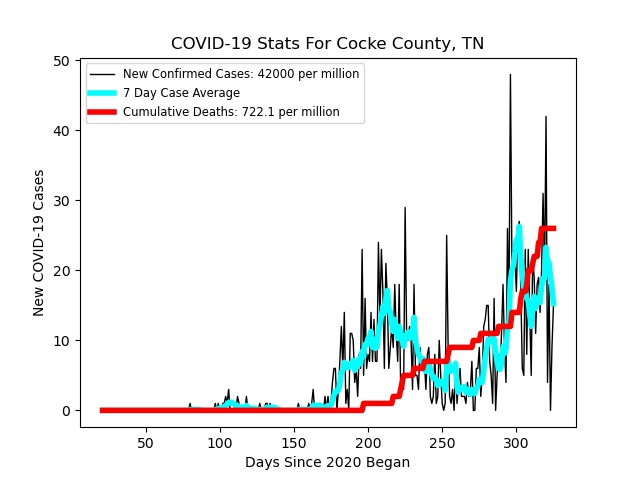 COVID-19 Stats For Cocke County, TN
New Confirmed Cases: 42000 per million
7 Day Case Average
Cumulative Deaths: 722.1 per million
50
40
30
20
10
0
New COVID-19 Cases
50 100 150 200 250 300
Days Since 2020 Began